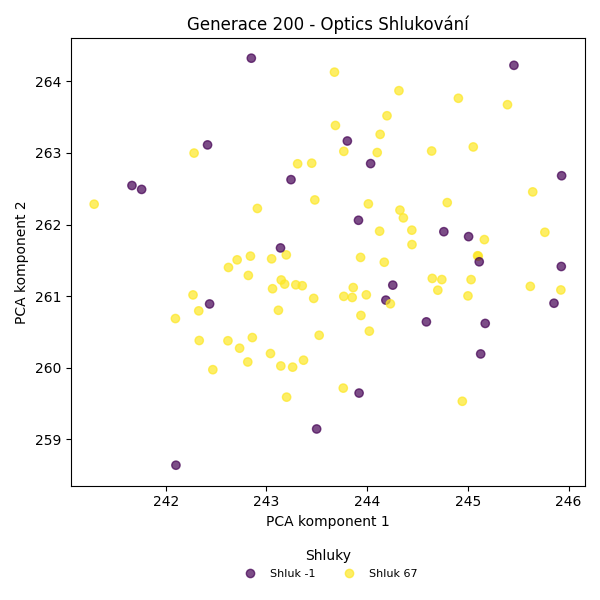 Generace 200 - Optics Shlukování
PCA komponent 2
264
263
262
261
260
259
242 243 244 245 246
PCA komponent 1
Shluky
Shluk -1 Shluk 67